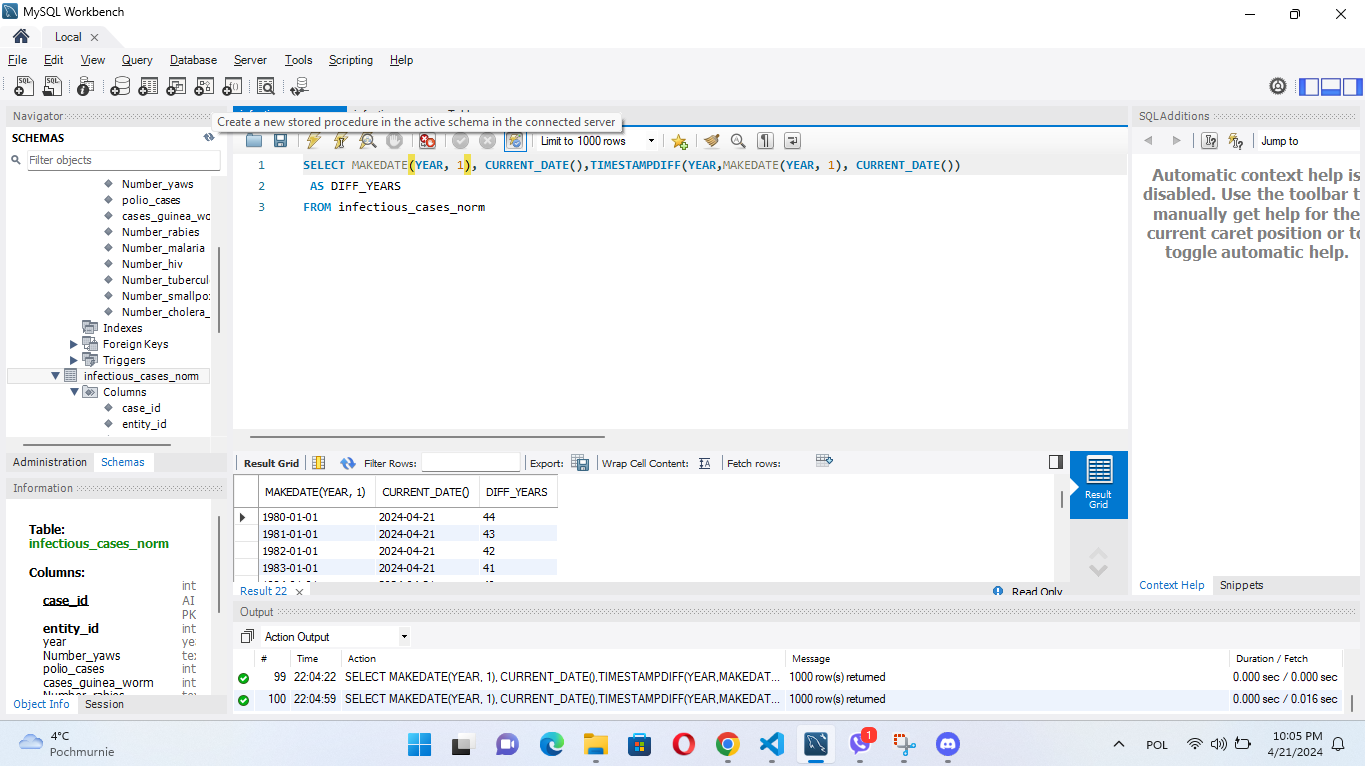 MySQL Workbench
Local
File Edit View Query Database Server Tools Scripting Help
Navigator
SCHEMAS
Filter objects
Number_yaws
polio_cases
cases_guinea_wo
Number_rabies
Number_malaria
Number_hiv
Number_tubercul
Number_smallpo
Number_cholera_
Indexes
Foreign Keys
Triggers
infectious_cases_norm
Columns
case_id
entity_id
Administration Schemas
Information
Table:
infectious_cases_norm
Columns:
case_id int AI PK
entity_id int
year
Number_yaws
polio_cases int
cases_guinea_worm int
Object Info Session
Create a new stored procedure in the active schema in the connected server
Limit to 1000 rows
1 SELECT MAKEDATE(YEAR, 1), CURRENT_DATE(),TIMESTAMPDIFF(YEAR,MAKEDATE(YEAR, 1), CURRENT_DATE())
2 AS DIFF_YEARS
3 FROM infectious_cases_norm
Result Grid Filter Rows: Export: Wrap Cell Content: Fetch rows:
MAKEDATE(YEAR, 1) CURRENT_DATE() DIFF_YEARS
1980-01-01 2024-04-21 44
1981-01-01 2024-04-21 43
1982-01-01 2024-04-21 42
1983-01-01 2024-04-21 41
Result Grid
Result 22
Read Only
Output
Action Output
# Time Action Message Duration / Fetch
99 22:04:22 SELECT MAKEDATE(YEAR, 1), CURRENT_DATE(),TIMESTAMPDIFF(YEAR,MAKEDAT... 1000 row(s) returned 0.000 sec / 0.000 sec
100 22:04:59 SELECT MAKEDATE(YEAR, 1), CURRENT_DATE(),TIMESTAMPDIFF(YEAR,MAKEDAT... 1000 row(s) returned 0.000 sec / 0.016 sec
SQLAdditions
Jump to
Automatic context help is
disabled. Use the toolbar t
manually get help for the
current caret position or to
toggle automatic help.
Context Help Snippets
4°C
Pochmurnie
1
POL
10:05 PM
4/21/2024